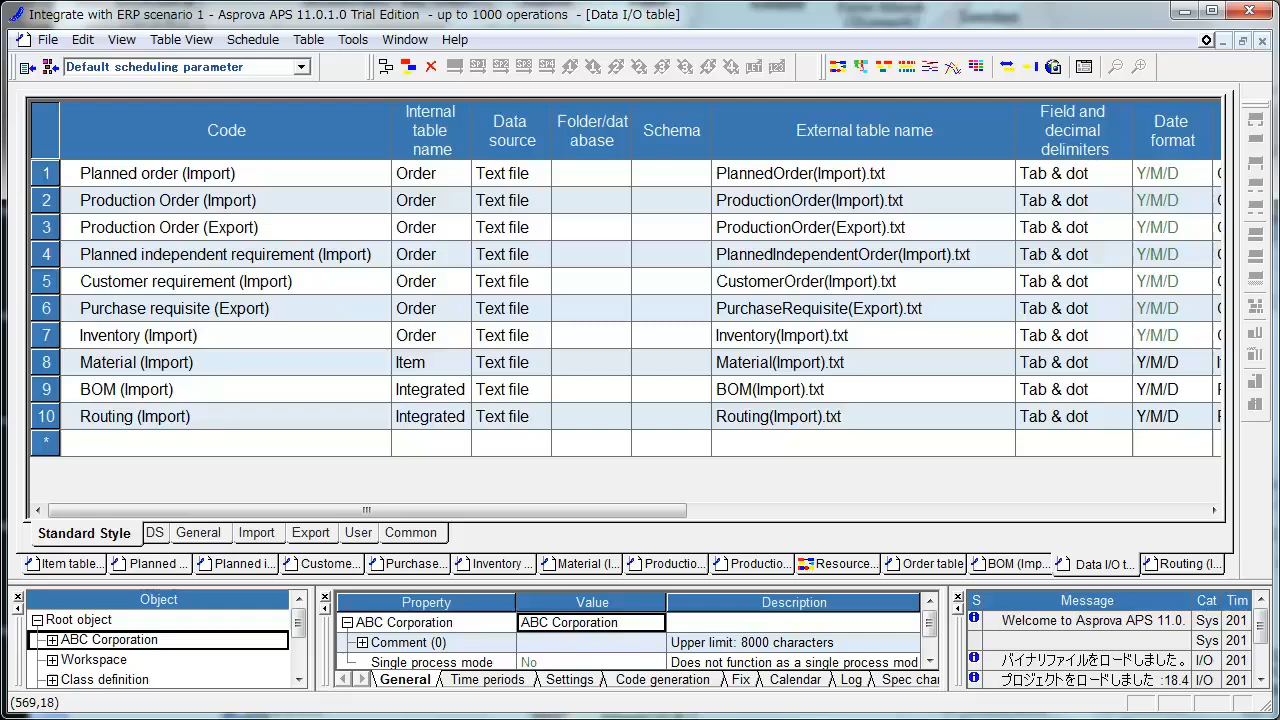 Integrate with ERP scenario 1 - Asprova APS 11.0.1.0 Trial Edition - up to 1000 operations - [Data I/O table]
File Edit View Table View Schedule Table Tools Window Help
Default scheduling parameter
Code Internal table name Data source Folder/dat abase Schema External table name Field and decimal delimiters Date format
1 Planned order (Import) Order Text file PlannedOrder(Import).txt Tab & dot Y/M/D
2 Production Order (Import) Order Text file ProductionOrder(Import).txt Tab & dot Y/M/D
3 Production Order (Export) Order Text file ProductionOrder(Export).txt Tab & dot Y/M/D
4 Planned independent requirement (Import) Order Text file PlannedIndependentOrder(Import).txt Tab & dot Y/M/D
5 Customer requirement (Import) Order Text file CustomerOrder(Import).txt Tab & dot Y/M/D
6 Purchase requisite (Export) Order Text file PurchaseRequisite(Export).txt Tab & dot Y/M/D
7 Inventory (Import) Order Text file Inventory(Import).txt Tab & dot Y/M/D
8 Material (Import) Item Text file Material(Import).txt Tab & dot Y/M/D
9 BOM (Import) Integrated Text file BOM(Import).txt Tab & dot Y/M/D
10 Routing (Import) Integrated Text file Routing(Import).txt Tab & dot Y/M/D
*
Standard Style DS General Import Export User Common
Item table... Planned ... Planned i... Custome... Purchase... Inventory ... Material (I... Productio... Productio... Resource... Order table BOM (Imp... Data I/O t... Routing (I...
Object
Root object
ABC Corporation
Workspace
Class definition
Property Value Description
ABC Corporation ABC Corporation
Comment (0) Upper limit: 8000 characters
Single process mode No Does not function as a single process mod
General Time periods Settings Code generation Fix Calendar Log Spec char
S Message Cat Tim
Welcome to Asprova APS 11.0. Sys 201
Sys 201
バイナリファイルをロードしました。 I/O 201
プロジェクトをロードしました :18.4 I/O 201
(569,18)